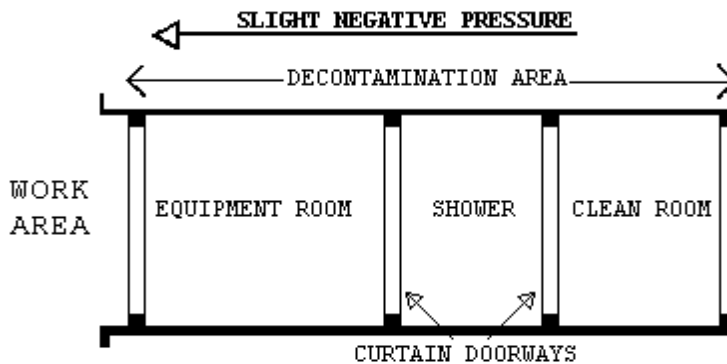 SLIGHT NEGATIVE PRESSURE
DECONTAMINATION AREA
WORK
AREA
EQUIPMENT ROOM
SHOWER
CLEAN ROOM
CURTAIN DOORWAYS